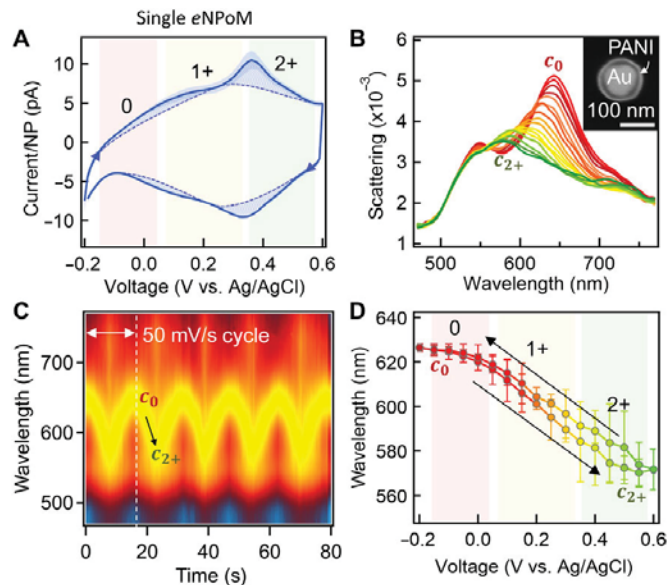 Single eNPoM
A
Current/NP (pA)
10
5
0
−5
−10
0
1+
2+
−0.2
0.0
0.2
0.4
0.6
Voltage (V vs. Ag/AgCl)
B
Scattering (×10⁻³)
6
5
4
3
2
1
c₀
c₂₊
PANI
Au
100 nm
500
600
700
Wavelength (nm)
C
Wavelength (nm)
700
600
500
50 mV/s cycle
c₀
c₂₊
0
20
40
60
80
Time (s)
D
Wavelength (nm)
640
620
600
580
560
0
1+
2+
c₀
c₂₊
−0.2
0.0
0.2
0.4
0.6
Voltage (V vs. Ag/AgCl)